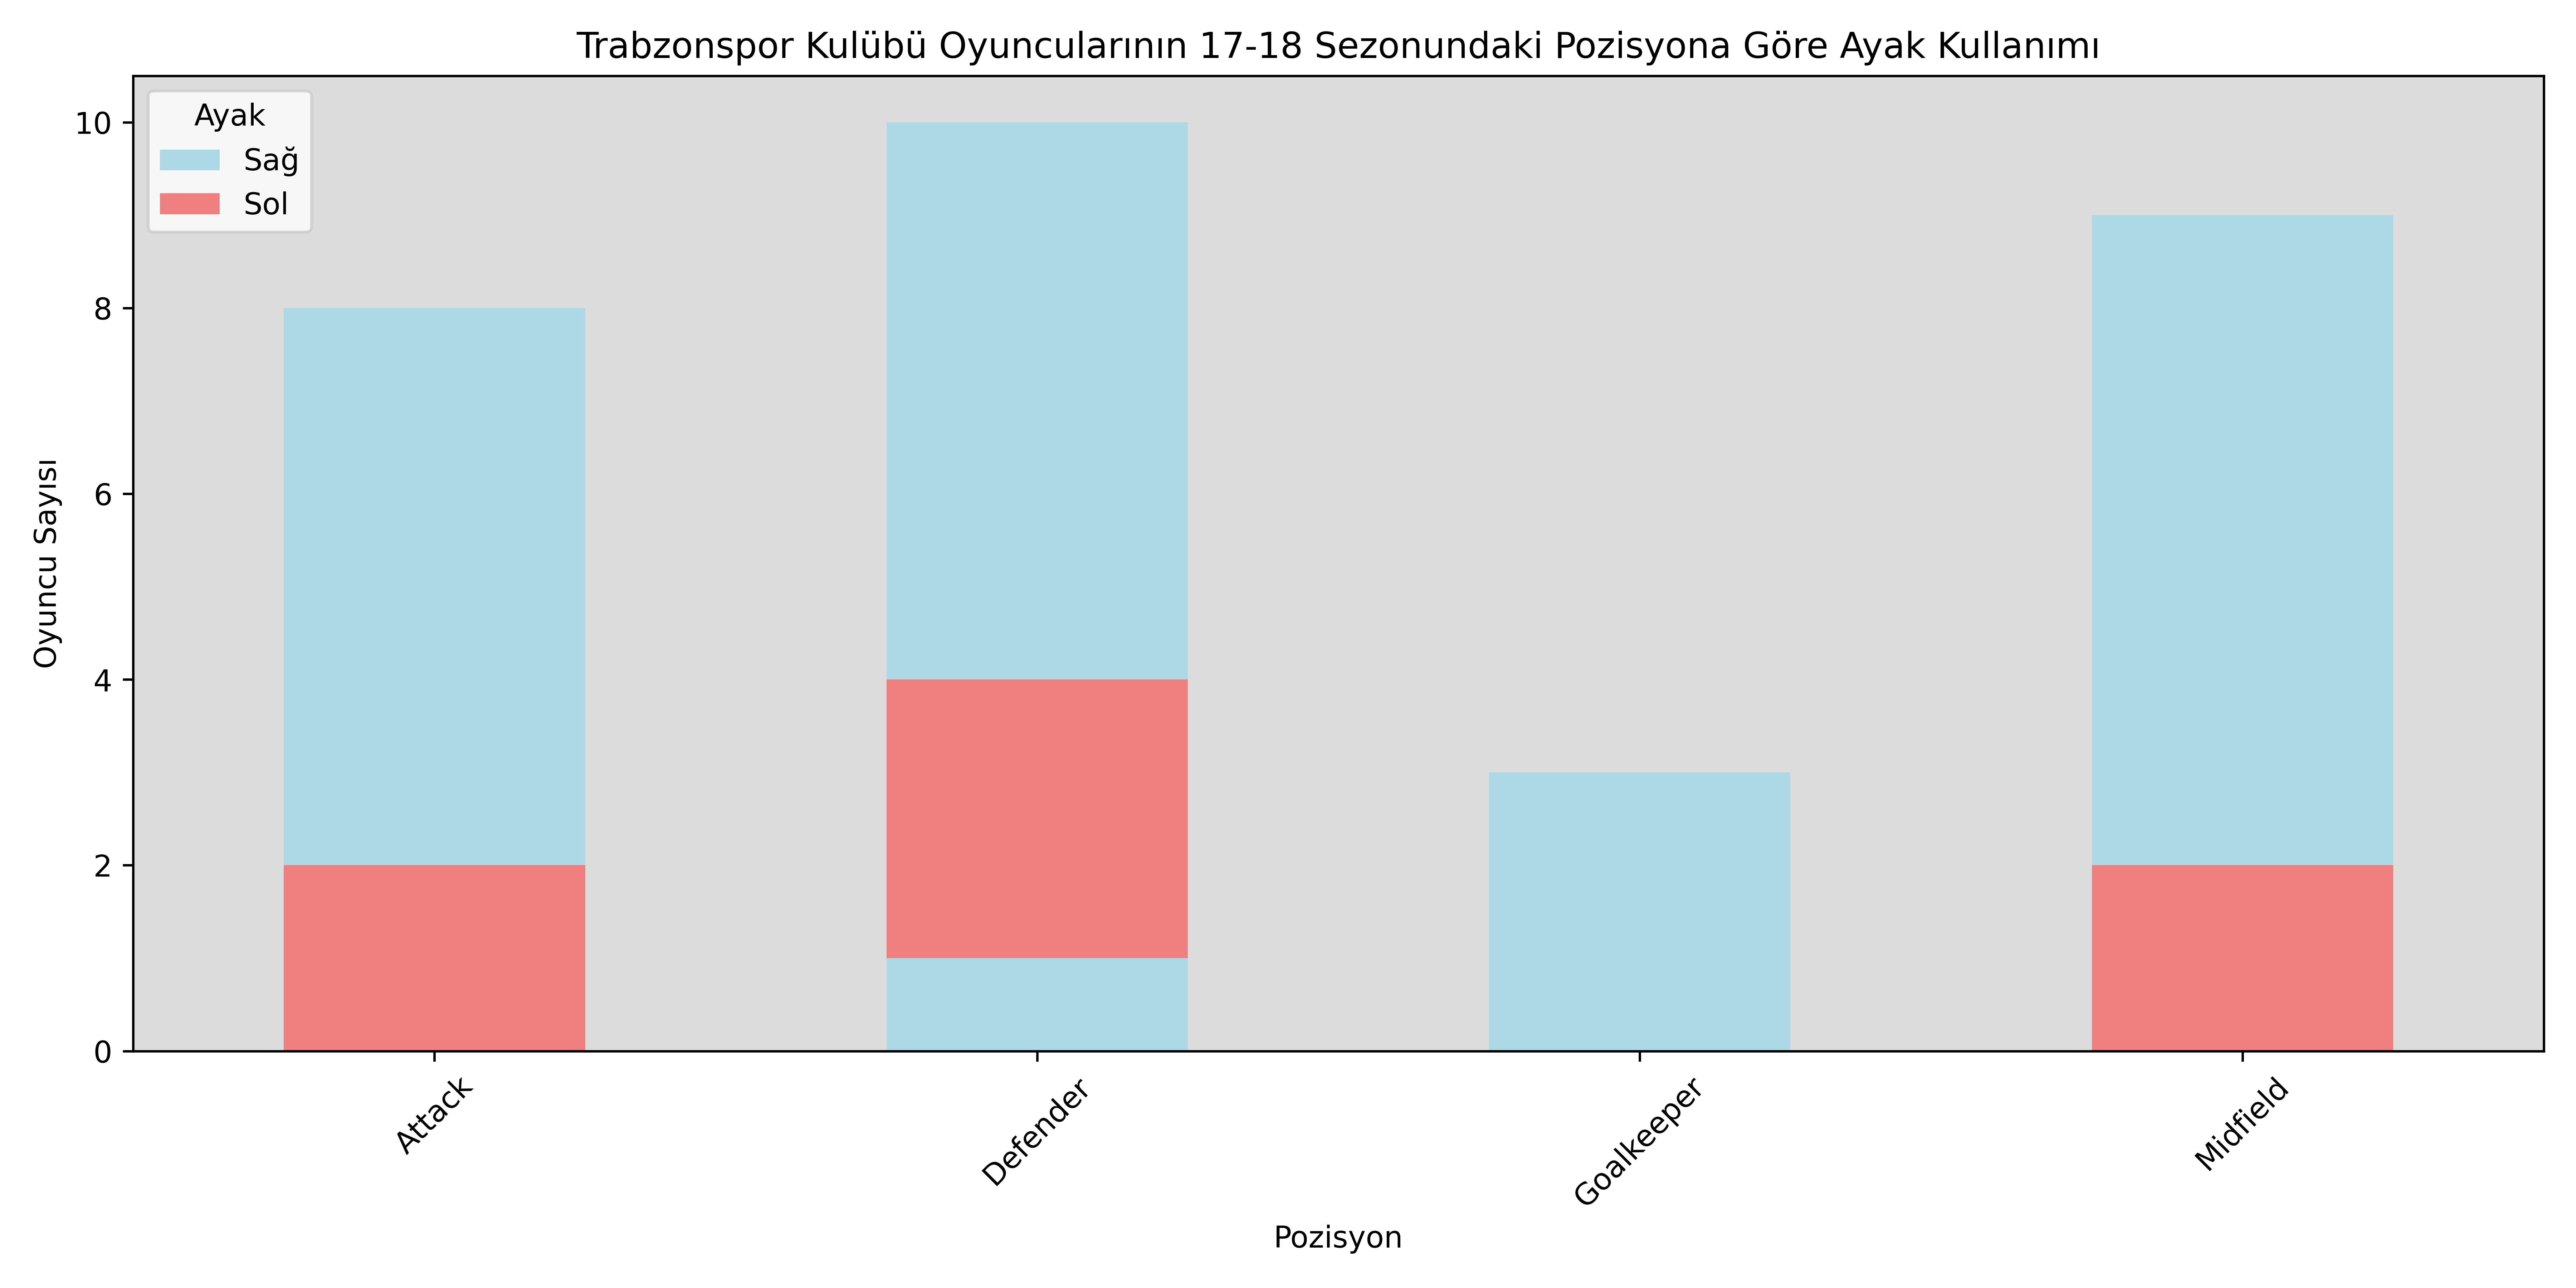 Trabzonspor Kulübü Oyuncularının 17-18 Sezonundaki Pozisyona Göre Ayak Kullanımı
Ayak
Sağ
Sol
10
8
6
4
2
0
Oyuncu Sayısı
Attack
Defender
Goalkeeper
Midfield
Pozisyon